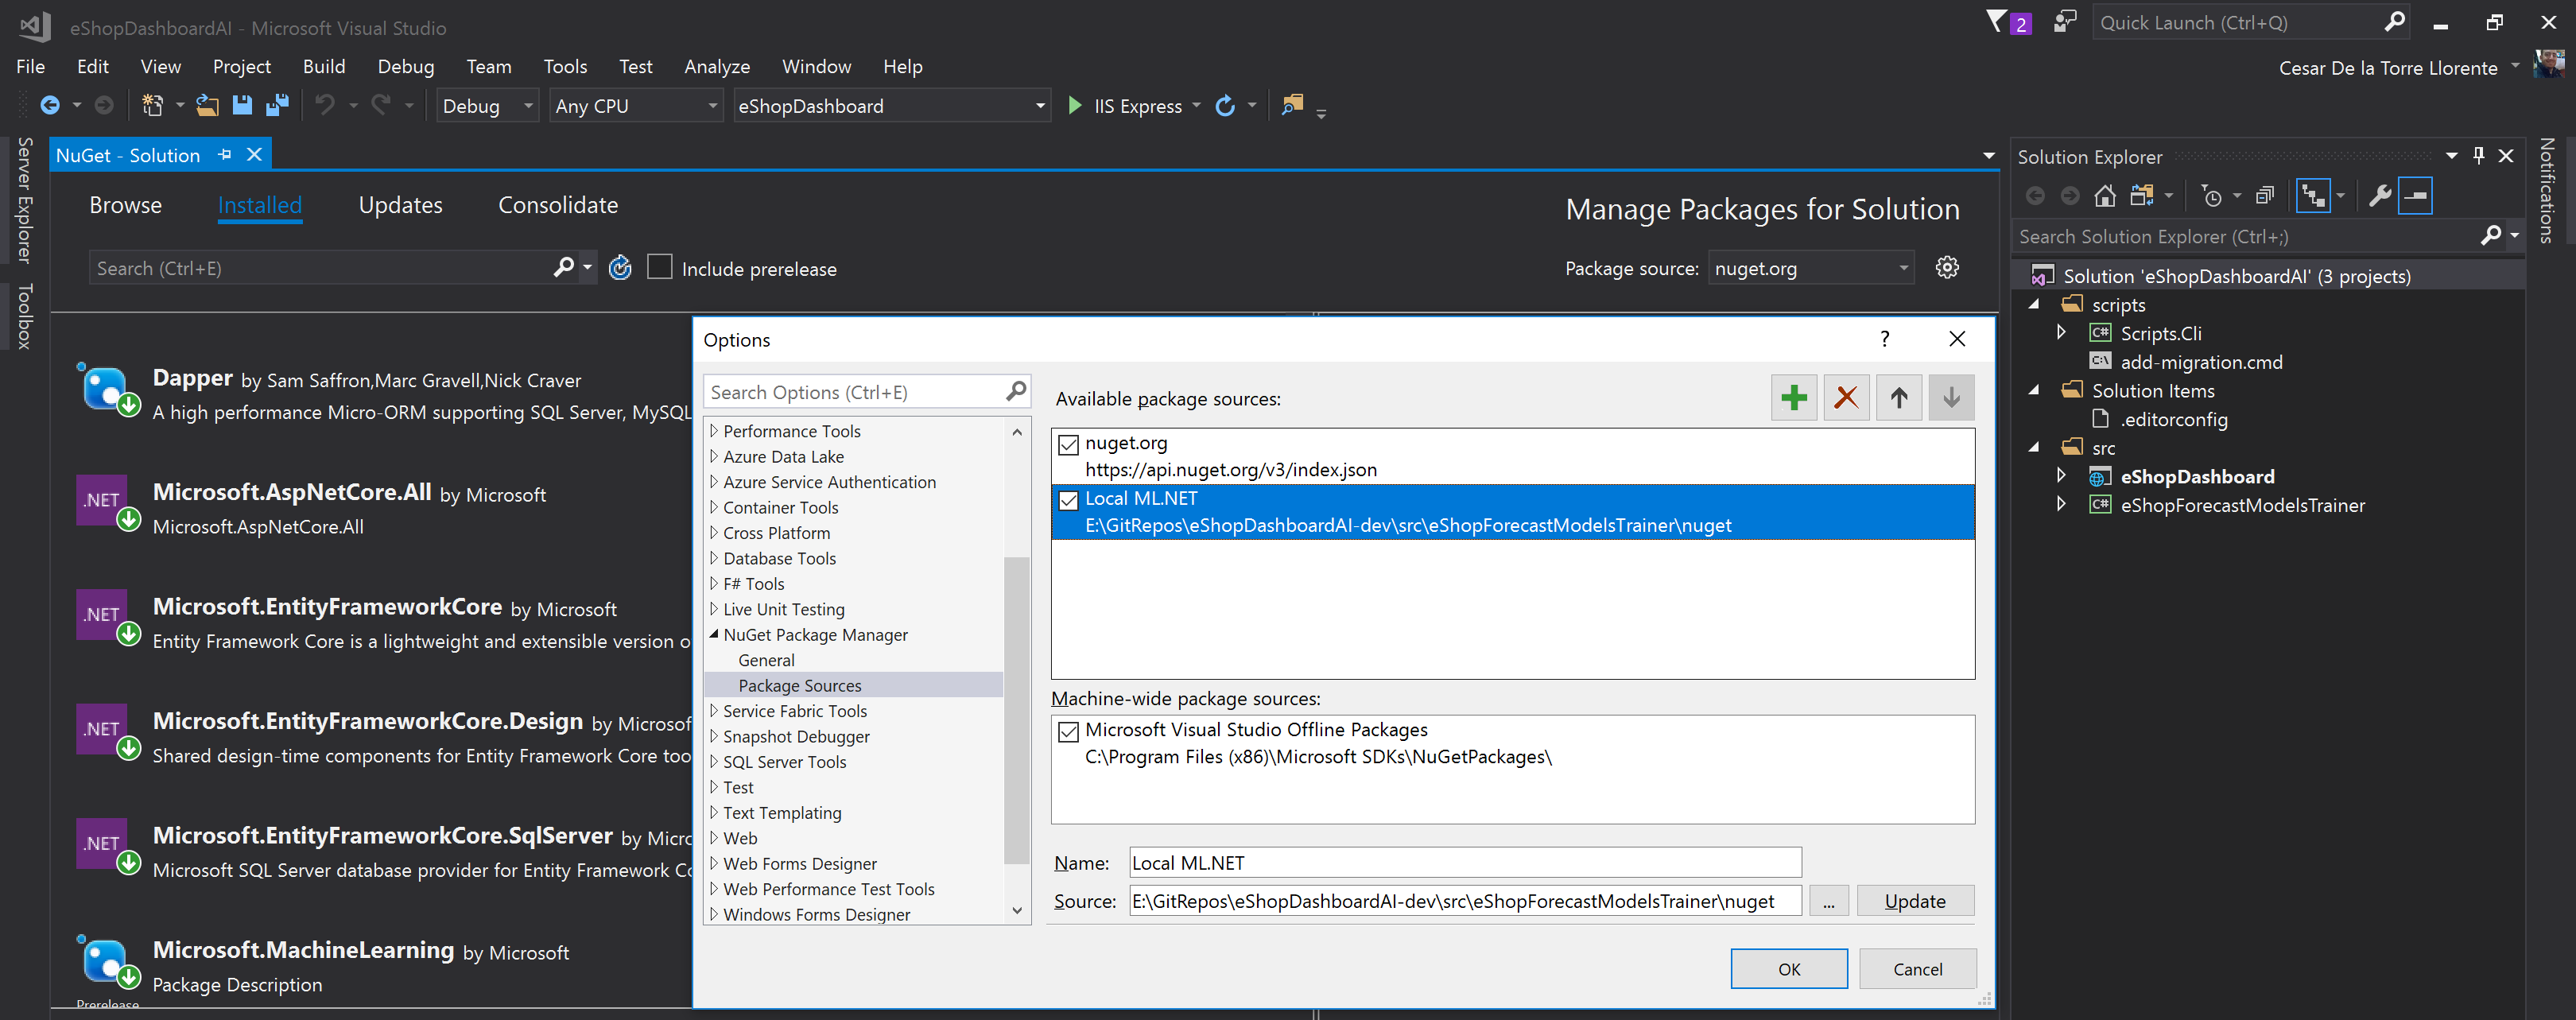 eShopDashboardAI - Microsoft Visual Studio
2
Quick Launch (Ctrl+Q)
File Edit View Project Build Debug Team Tools Test Analyze Window Help
Cesar De la Torre Llorente
Debug Any CPU eShopDashboard IIS Express
Server Explorer
Toolbox
NuGet - Solution
Browse Installed Updates Consolidate
Manage Packages for Solution
Search (Ctrl+E) Include prerelease
Package source: nuget.org
Dapper by Sam Saffron,Marc Gravell,Nick Craver
A high performance Micro-ORM supporting SQL Server, MySQL
.NET
Microsoft.AspNetCore.All by Microsoft
Microsoft.AspNetCore.All
.NET
Microsoft.EntityFrameworkCore by Microsoft
Entity Framework Core is a lightweight and extensible version o
.NET
Microsoft.EntityFrameworkCore.Design by Microsof
Shared design-time components for Entity Framework Core too
.NET
Microsoft.EntityFrameworkCore.SqlServer by Micro
Microsoft SQL Server database provider for Entity Framework Co
Microsoft.MachineLearning by Microsoft
Package Description
Prerelease
Options
?
Search Options (Ctrl+E)
Performance Tools
Azure Data Lake
Azure Service Authentication
Container Tools
Cross Platform
Database Tools
F# Tools
Live Unit Testing
NuGet Package Manager
General
Package Sources
Service Fabric Tools
Snapshot Debugger
SQL Server Tools
Test
Text Templating
Web
Web Forms Designer
Web Performance Test Tools
Windows Forms Designer
Available package sources:
nuget.org
https://api.nuget.org/v3/index.json
Local ML.NET
E:\GitRepos\eShopDashboardAI-dev\src\eShopForecastModelsTrainer\nuget
Machine-wide package sources:
Microsoft Visual Studio Offline Packages
C:\Program Files (x86)\Microsoft SDKs\NuGetPackages\
Name: Local ML.NET
Source: E:\GitRepos\eShopDashboardAI-dev\src\eShopForecastModelsTrainer\nuget ... Update
OK Cancel
Solution Explorer
Search Solution Explorer (Ctrl+;)
Solution 'eShopDashboardAI' (3 projects)
scripts
C# Scripts.Cli
C:\ add-migration.cmd
Solution Items
.editorconfig
src
eShopDashboard
C# eShopForecastModelsTrainer
Notifications